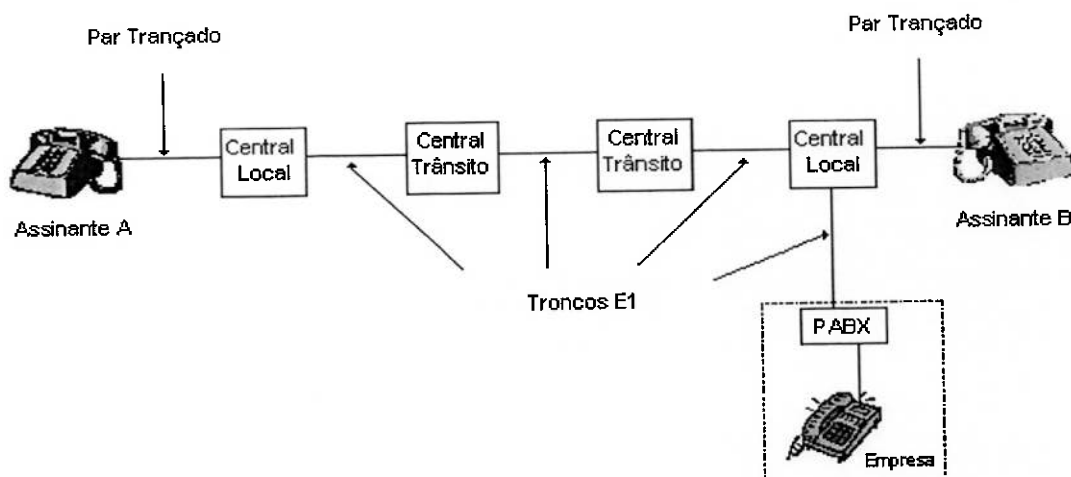 Par Trançado
Par Trançado
Central
Local
Central
Trânsito
Central
Trânsito
Central
Local
Assinante A
Assinante B
Troncos E1
PABX
Empresa